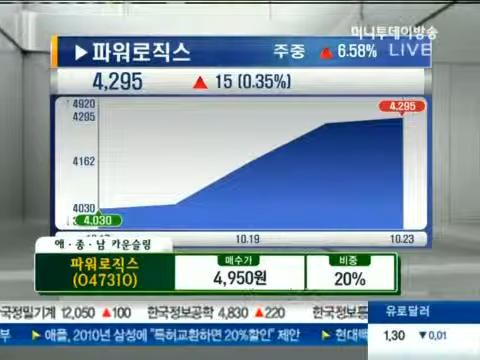 머니투데이방송
▶파워로직스 주중 ▲ 6.58% LIVE
4,295 ▲ 15 (0.35%)
4920
4295
4.295
4162
4030
4.030
10.19 10.23
애·종·남 카운슬링
파워로직스
(047310)
매수가
4,950원
비중
20%
국정밀기계 12,050 ▲100 한국정보공학 4,830 ▲220 한국정보통
유로달러
부 ▶ 애플, 2010년 삼성에 "특허교환하면 20%할인" 제안 ▶ 현대백
1.30 ▼0.01